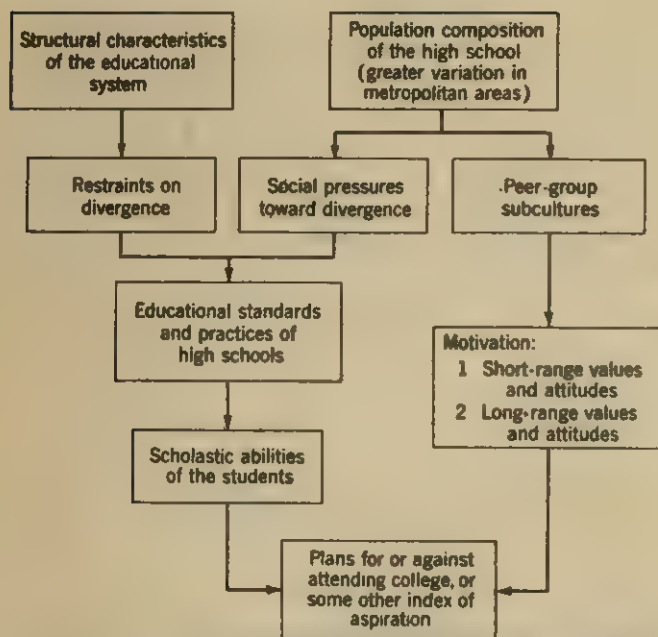 Structural characteristics
of the educational
system
Population composition
of the high school
(greater variation in
metropolitan areas)
Restraints on
divergence
Social pressures
toward divergence
Peer-group
subcultures
Educational standards
and practices of
high schools
Motivation:
1 Short-range values
and attitudes
2 Long-range values
and attitudes
Scholastic abilities
of the students
Plans for or against
attending college, or
some other index of
aspiration